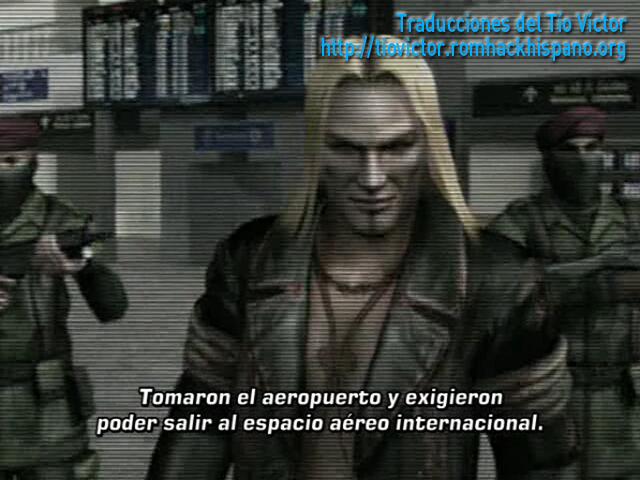 Traducciones del Tio Victor
http://tiovictor.romhackhispano.org
Tomaron el aeropuerto y exigieron
poder salir al espacio aéreo internacional.